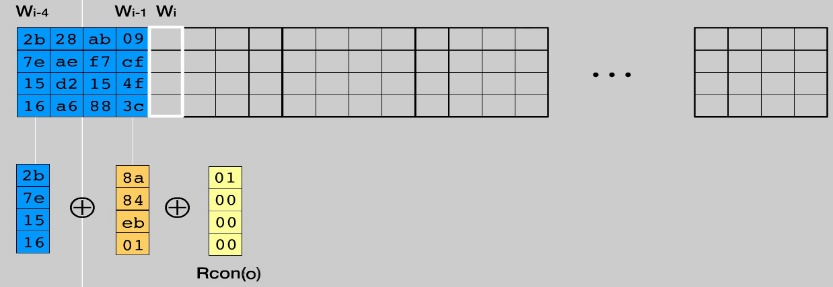 Wi-4 Wi-1 Wi
2b 28 ab 09
7e ae f7 cf
15 d2 15 4f
16 a6 88 3c
...
2b 8a 01
7e 84 00
15 eb 00
16 01 00
⊕ ⊕
Rcon(o)